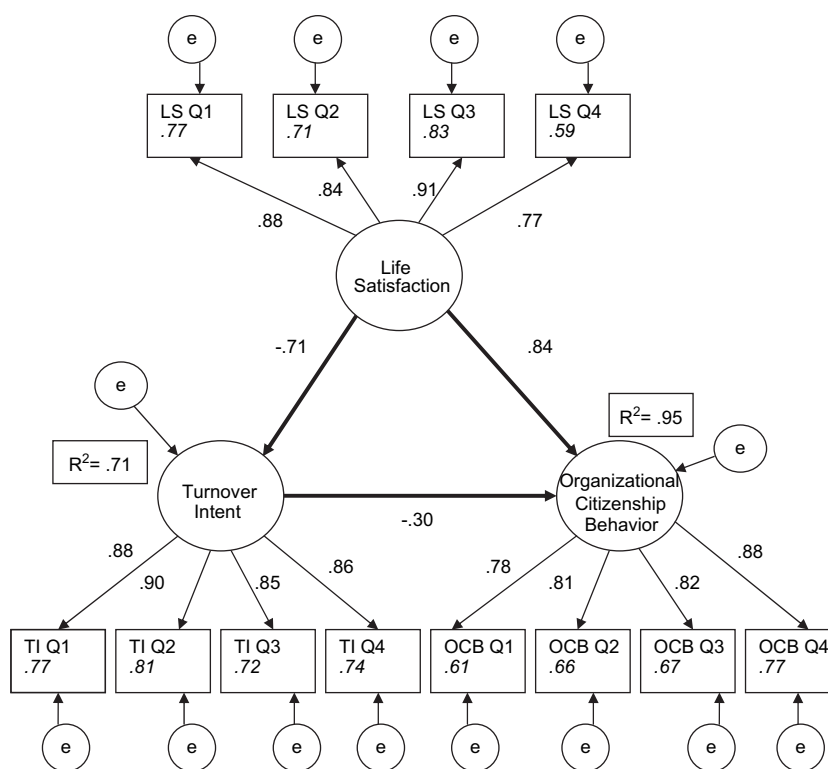 e
e
e
e
LS Q1
.77
LS Q2
.71
LS Q3
.83
LS Q4
.59
.88
.84
.91
.77
Life
Satisfaction
-.71
.84
e
R²= .71
R²= .95
e
Turnover
Intent
-.30
Organizational
Citizenship
Behavior
.88
.90
.85
.86
.78
.81
.82
.88
TI Q1
.77
TI Q2
.81
TI Q3
.72
TI Q4
.74
OCB Q1
.61
OCB Q2
.66
OCB Q3
.67
OCB Q4
.77
e
e
e
e
e
e
e
e